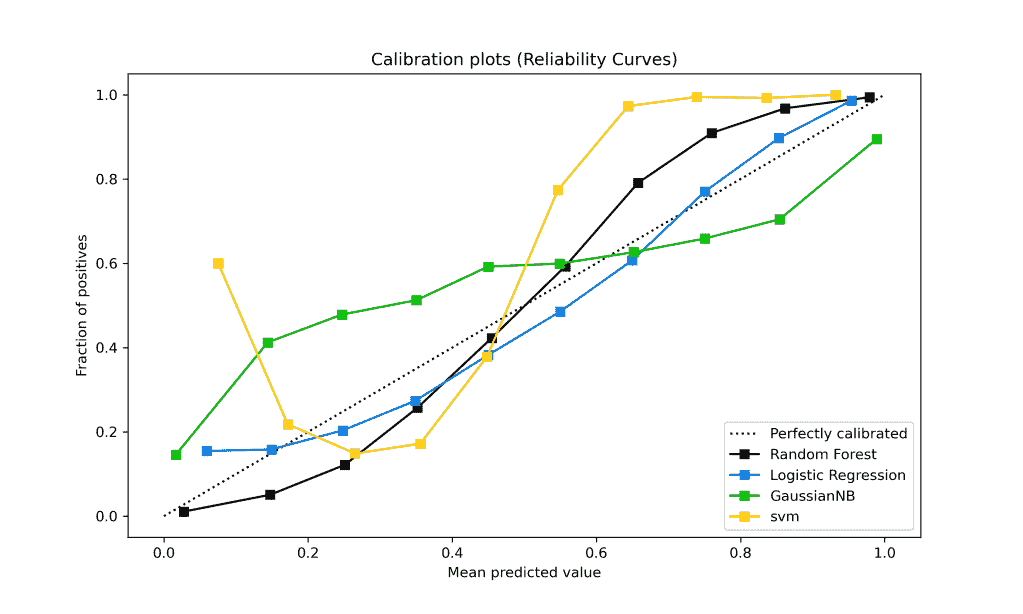 Calibration plots (Reliability Curves)
Fraction of positives
1.0
0.8
0.6
0.4
0.2
0.0
Perfectly calibrated
Random Forest
Logistic Regression
GaussianNB
svm
0.0 0.2 0.4 0.6 0.8 1.0
Mean predicted value